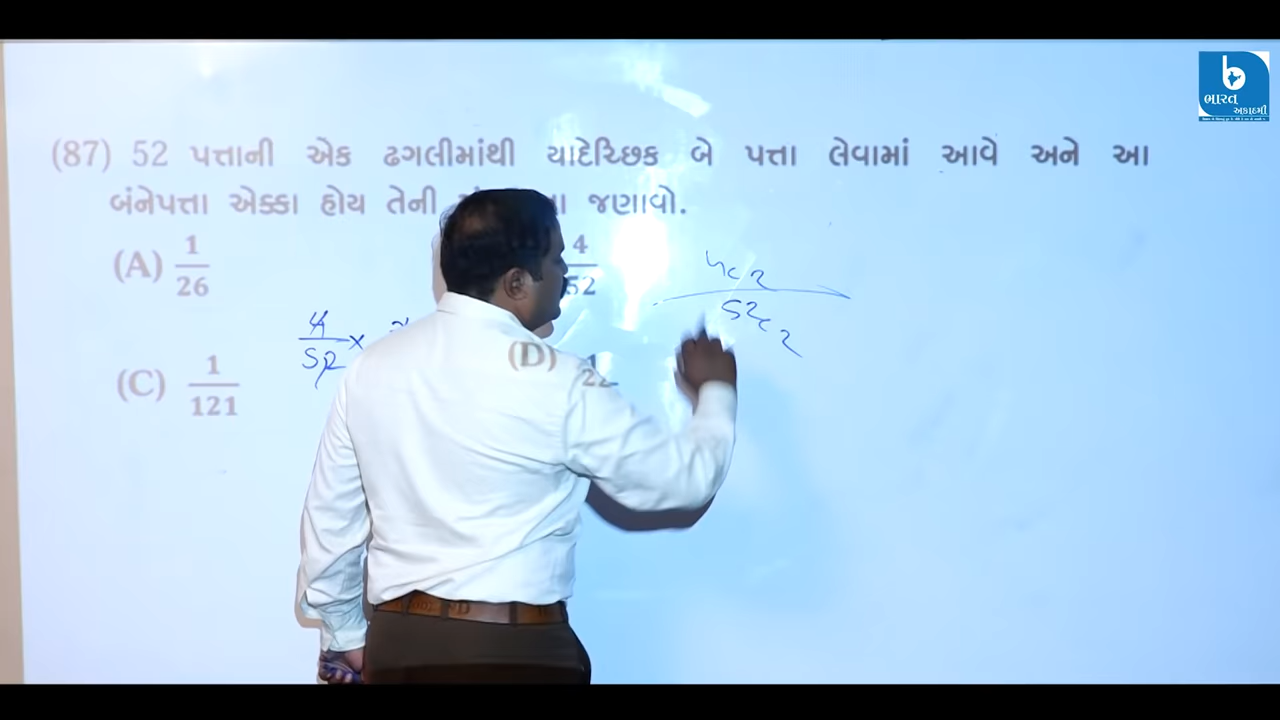 (87) 52 પત્તાની એક ઢગલીમાંથી યાદેચ્છિક બે પત્તા લેવામાં આવે અને આ
બંનેપત્તા એક્કા હોય તેની જણાવો.
(A) 1/26
4/52
4c2
52c2
4/52 ×
(C) 1/121
(D)
ભારત
અકાદમી